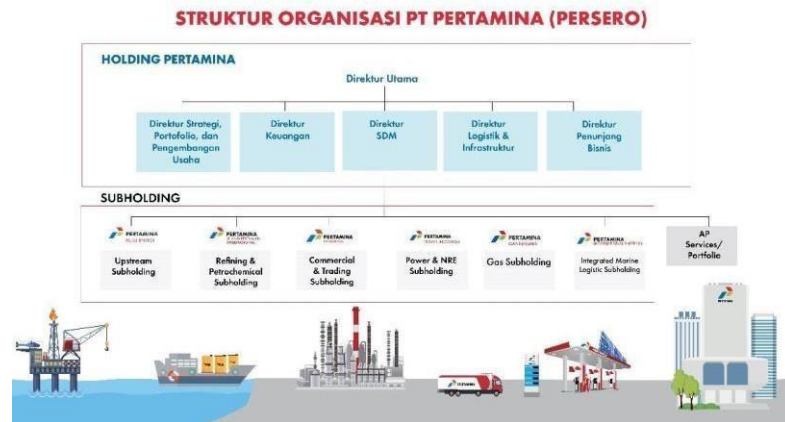 STRUKTUR ORGANISASI PT PERTAMINA (PERSERO)
HOLDING PERTAMINA
Direktur Utama
Direktur Strategi,
Portofolio, dan
Pengembangan
Usaha
Direktur
Keuangan
Direktur
SDM
Direktur
Logistik &
Infrastruktur
Direktur
Penunjang
Bisnis
SUBHOLDING
PERTAMINA
Upstream
Subholding
PERTAMINA
Refining &
Petrochemical
Subholding
PERTAMINA
Commercial
& Trading
Subholding
PERTAMINA
Power & NRE
Subholding
PERTAMINA
Gas Subholding
PERTAMINA
Integrated Marine
Logistic Subholding
AP
Services/
Portfolio
PERTAMINA